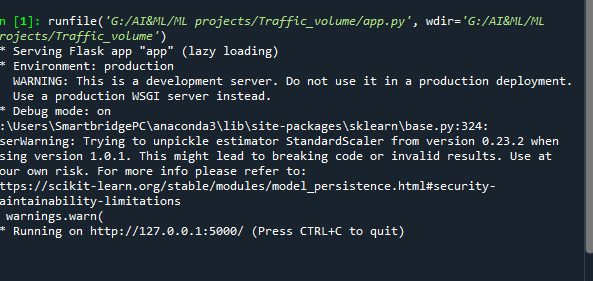 n [1]: runfile('G:/AI&ML/ML projects/Traffic_volume/app.py', wdir='G:/AI&ML/ML
rojects/Traffic_volume')
* Serving Flask app "app" (lazy loading)
* Environment: production
WARNING: This is a development server. Do not use it in a production deployment.
Use a production WSGI server instead.
* Debug mode: on
:\Users\SmartbridgePC\anaconda3\lib\site-packages\sklearn\base.py:324:
serWarning: Trying to unpickle estimator StandardScaler from version 0.23.2 when
sing version 1.0.1. This might lead to breaking code or invalid results. Use at
our own risk. For more info please refer to:
ttps://scikit-learn.org/stable/modules/model_persistence.html#security-
aintainability-limitations
warnings.warn(
* Running on http://127.0.0.1:5000/ (Press CTRL+C to quit)